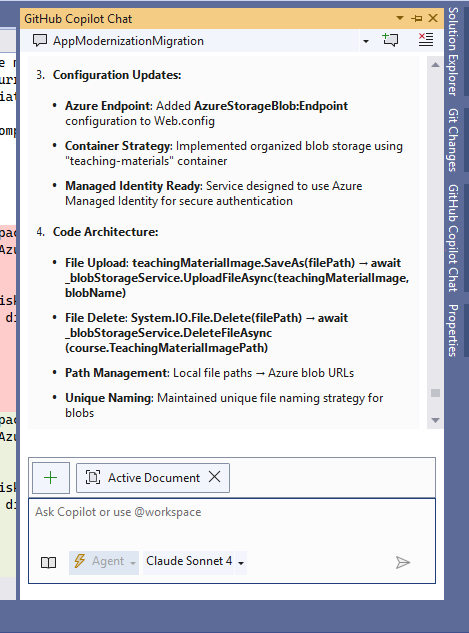 GitHub Copilot Chat
AppModernizationMigration
3. Configuration Updates:
• Azure Endpoint: Added AzureStorageBlob:Endpoint
configuration to Web.config
• Container Strategy: Implemented organized blob storage using
"teaching-materials" container
• Managed Identity Ready: Service designed to use Azure
Managed Identity for secure authentication
4. Code Architecture:
• File Upload: teachingMaterialImage.SaveAs(filePath) → await
_blobStorageService.UploadFileAsync(teachingMaterialImage,
blobName)
• File Delete: System.IO.File.Delete(filePath) → await
_blobStorageService.DeleteFileAsync
(course.TeachingMaterialImagePath)
• Path Management: Local file paths → Azure blob URLs
• Unique Naming: Maintained unique file naming strategy for
blobs
Active Document
Ask Copilot or use @workspace
Agent
Claude Sonnet 4
Solution Explorer
Git Changes
GitHub Copilot Chat
Properties